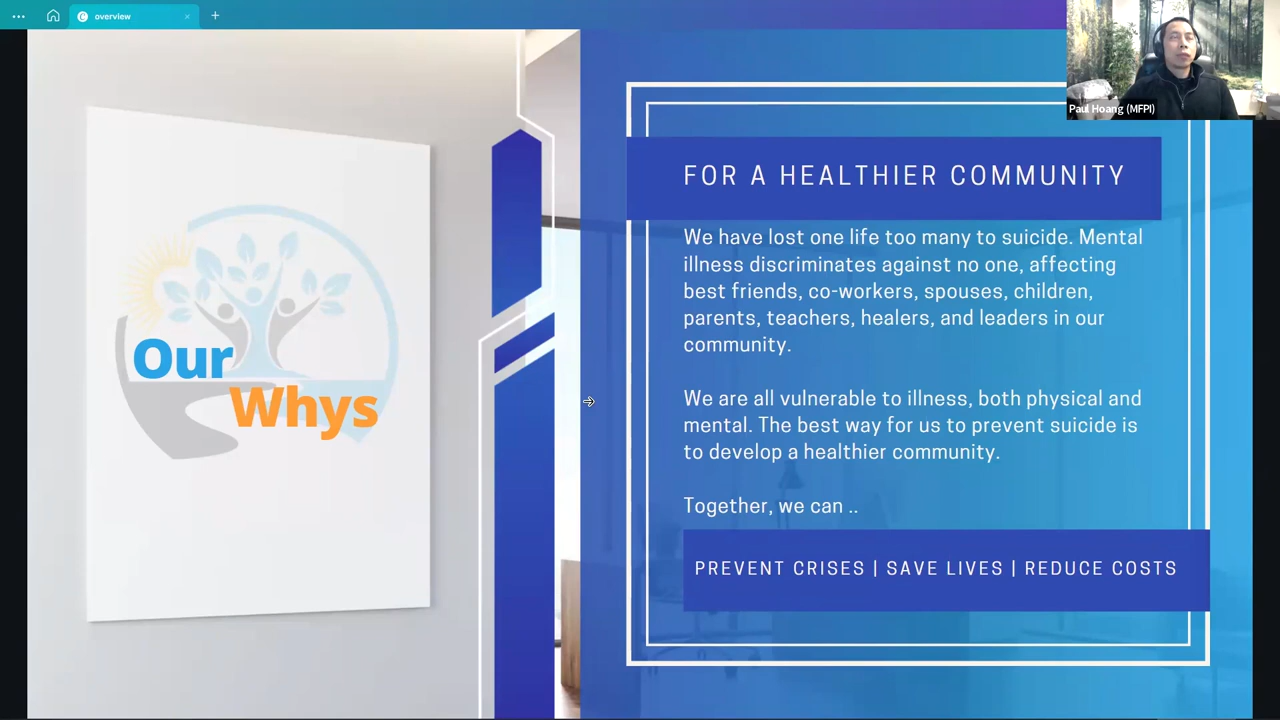 overview
Paul Hoang (MFPI)
Our
Whys
FOR A HEALTHIER COMMUNITY
We have lost one life too many to suicide. Mental
illness discriminates against no one, affecting
best friends, co-workers, spouses, children,
parents, teachers, healers, and leaders in our
community.
We are all vulnerable to illness, both physical and
mental. The best way for us to prevent suicide is
to develop a healthier community.
Together, we can ..
PREVENT CRISES | SAVE LIVES | REDUCE COSTS